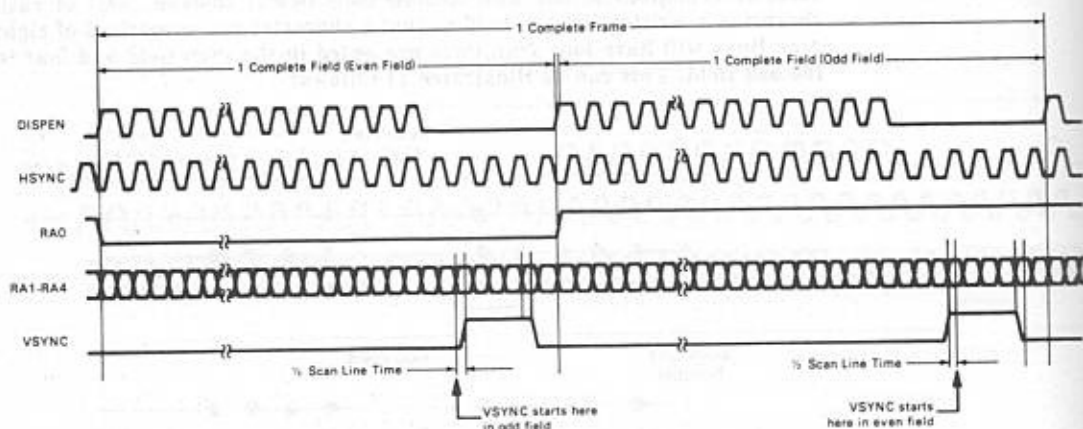 1 Complete Frame
1 Complete Field (Even Field)
1 Complete Field (Odd Field)
DISPEN
HSYNC
RA0
RA1-RA4
VSYNC
½ Scan Line Time
½ Scan Line Time
VSYNC starts here
in odd field
VSYNC starts
here in even field